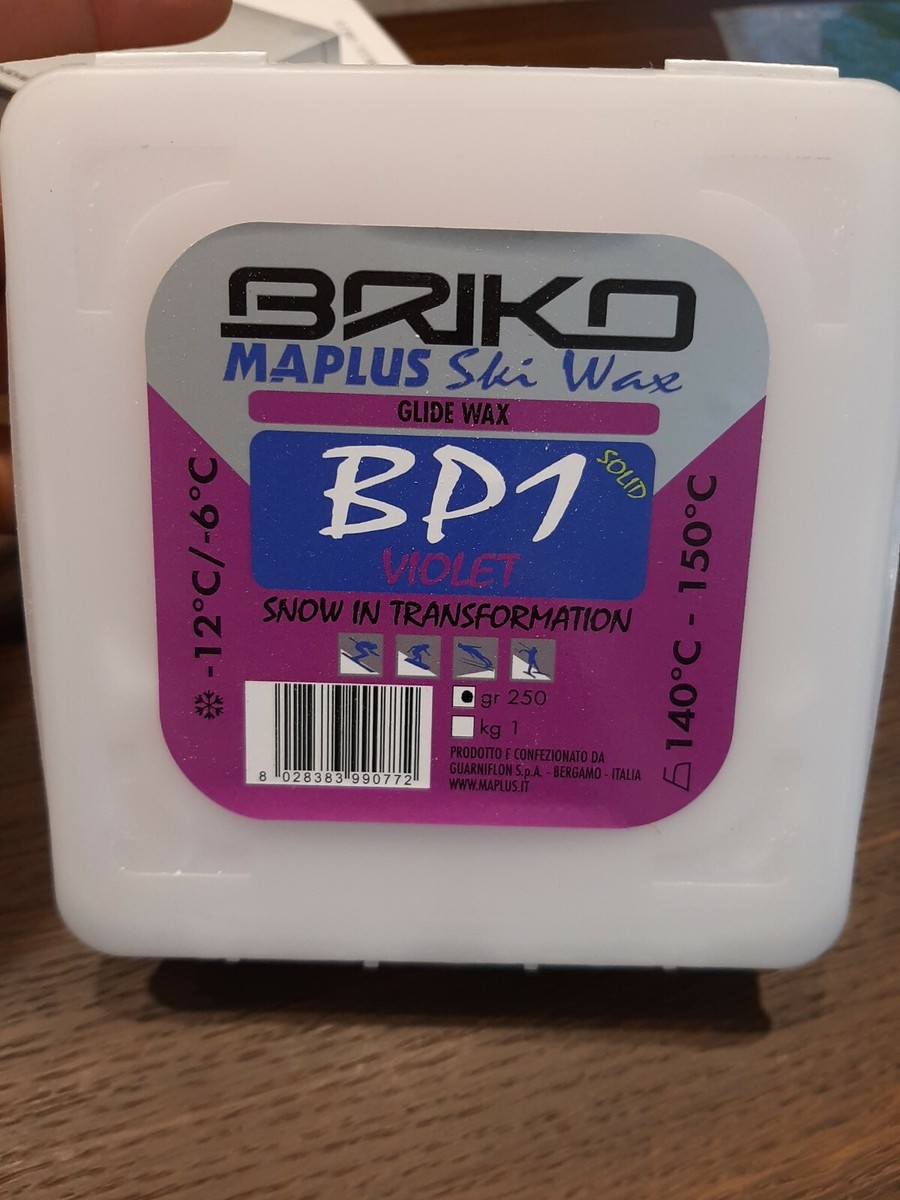 BRIKO
MAPLUS Ski Wax
GLIDE WAX
BP1
SOLID
VIOLET
SNOW IN TRANSFORMATION
-12°C/-6°C
140°C - 150°C
gr 250
kg 1
8 028383 990772
PRODOTTO E CONFEZIONATO DA
GUARNIFLON S.p.A. - BERGAMO - ITALIA
WWW.MAPLUS.IT